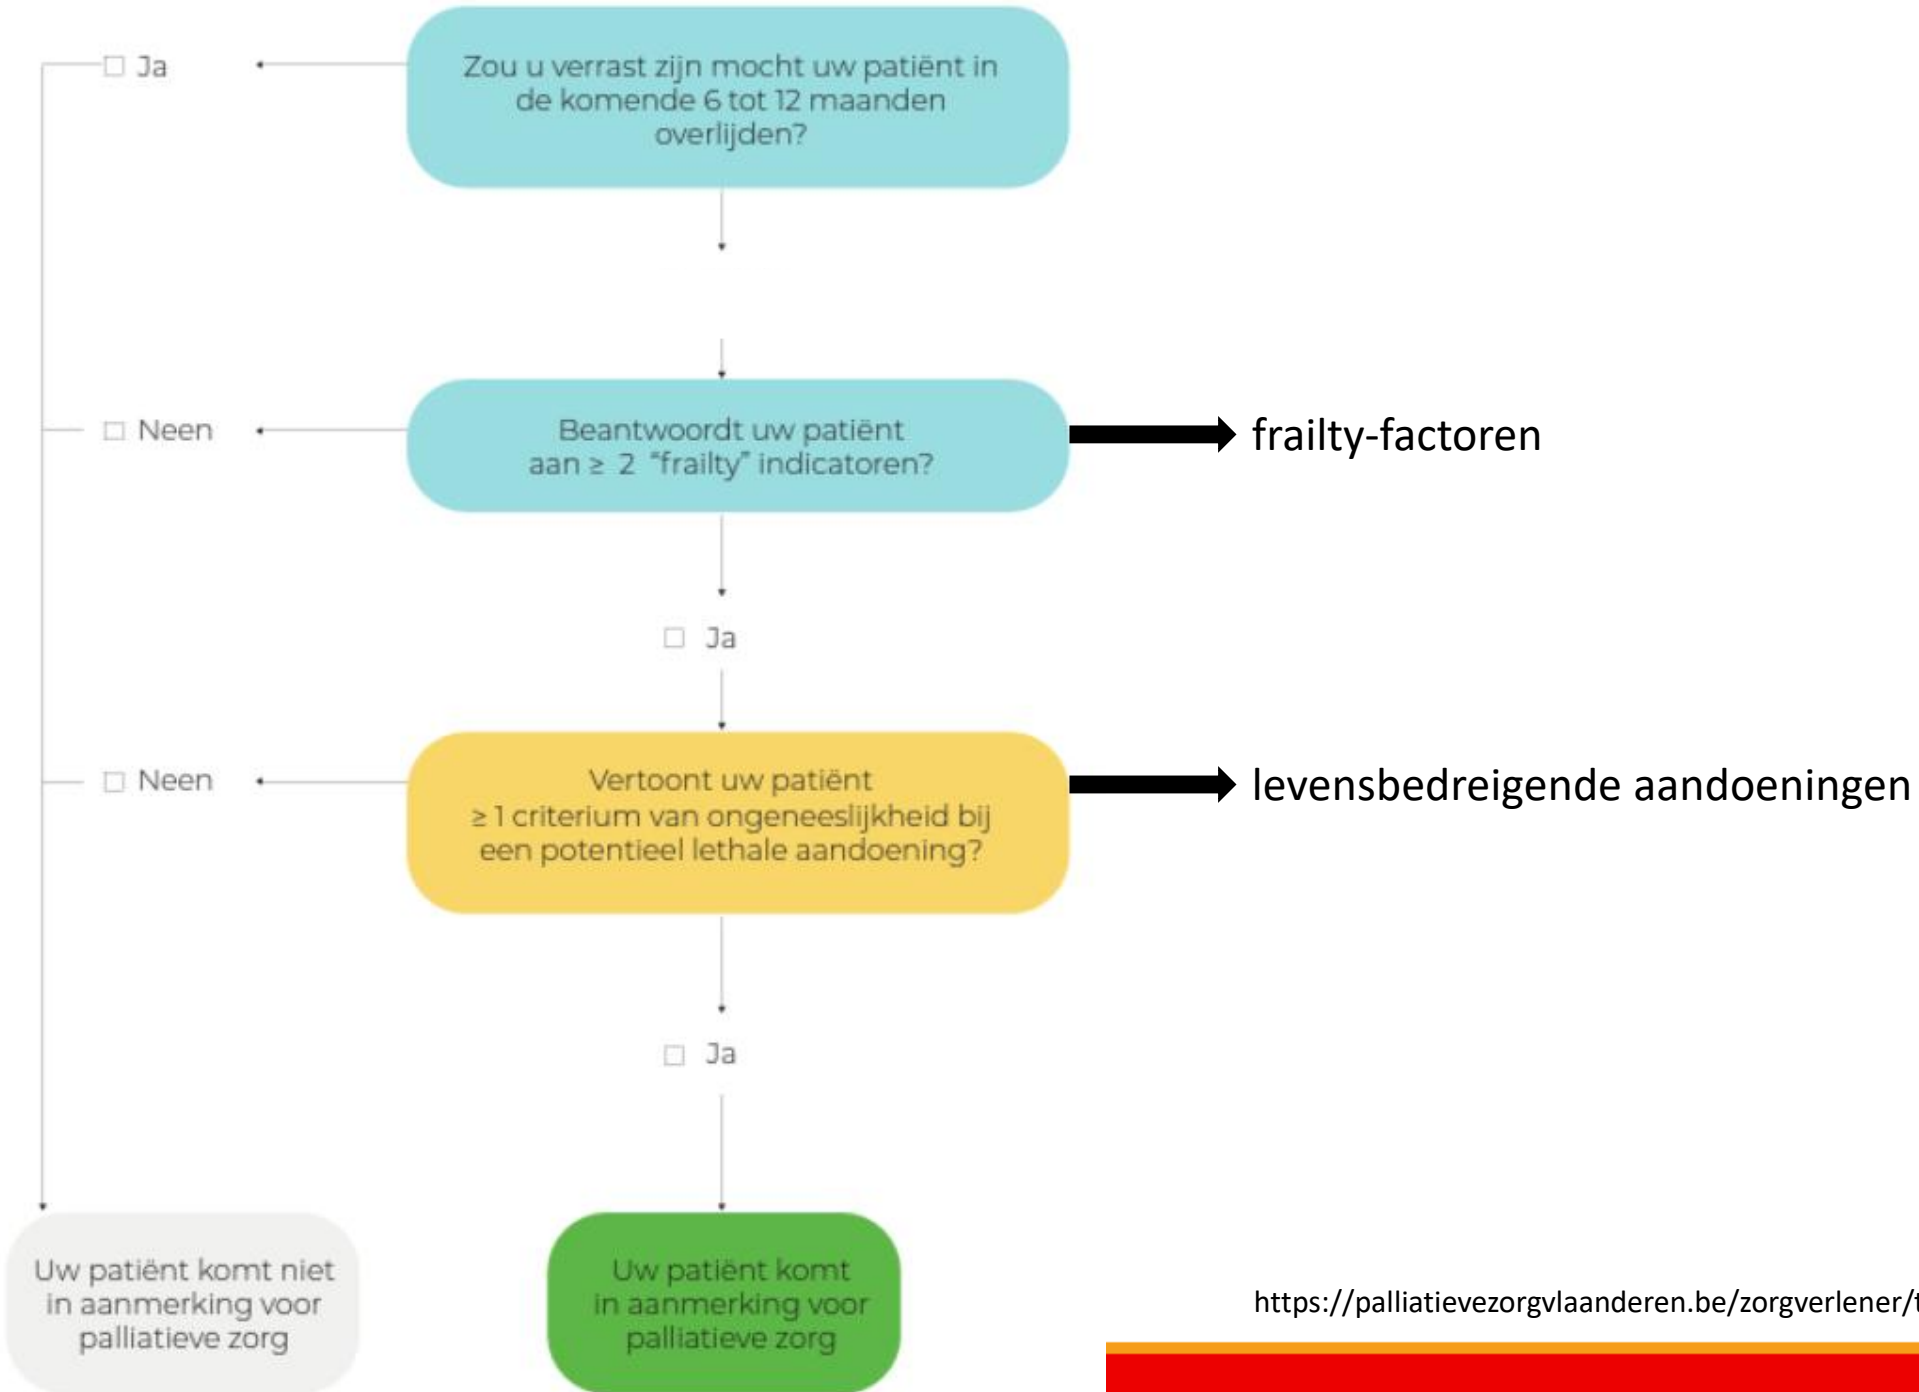 Zou u verrast zijn mocht uw patiënt in
de komende 6 tot 12 maanden
overlijden?
☐ Ja
Beantwoordt uw patiënt
aan ≥ 2 “frailty” indicatoren?
☐ Neen
frailty-factoren
☐ Ja
Vertoont uw patiënt
≥ 1 criterium van ongeneeslijkheid bij
een potentieel lethale aandoening?
☐ Neen
levensbedreigende aandoeningen
☐ Ja
Uw patiënt komt niet
in aanmerking voor
palliatieve zorg
Uw patiënt komt
in aanmerking voor
palliatieve zorg
https://palliatievezorgvlaanderen.be/zorgverlener/